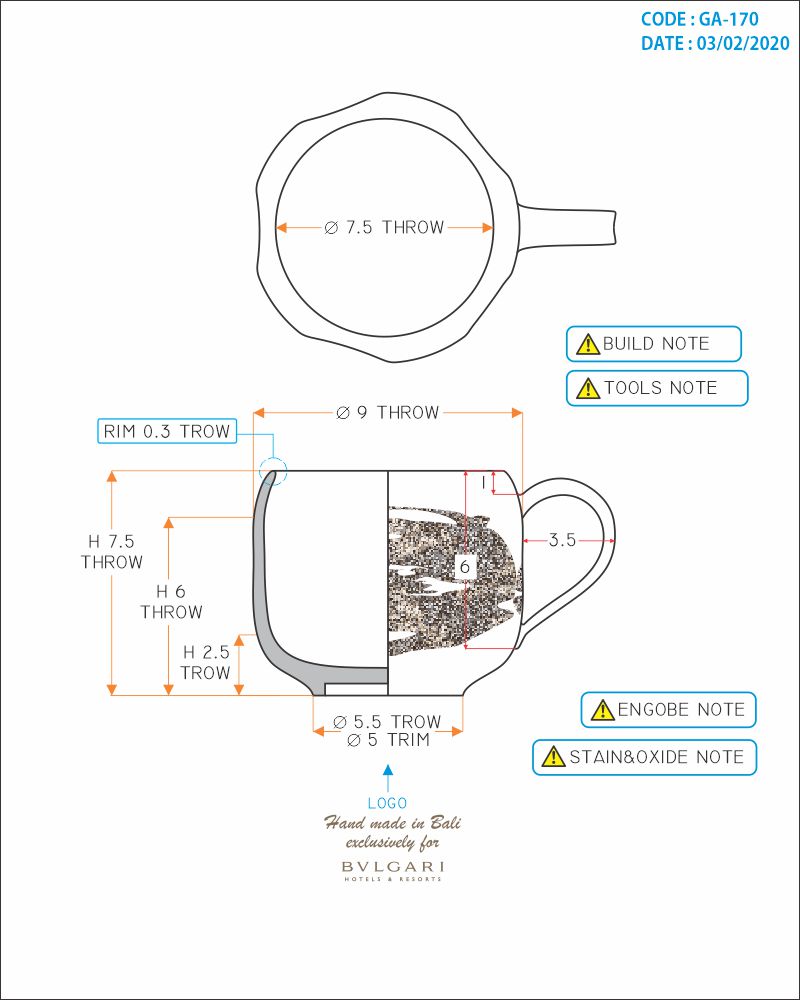 CODE : GA-170
DATE : 03/02/2020
Ø 7.5 THROW
BUILD NOTE
TOOLS NOTE
Ø 9 THROW
RIM 0.3 TROW
1
H 7.5
THROW
3.5
6
H 6
THROW
H 2.5
TROW
ENGOBE NOTE
Ø 5.5 TROW
Ø 5 TRIM
STAIN&OXIDE NOTE
LOGO
Hand made in Bali
exclusively for
BVLGARI
HOTELS & RESORTS